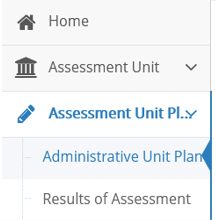 Home
Assessment Unit
Assessment Unit Pl...
Administrative Unit Plan
Results of Assessment